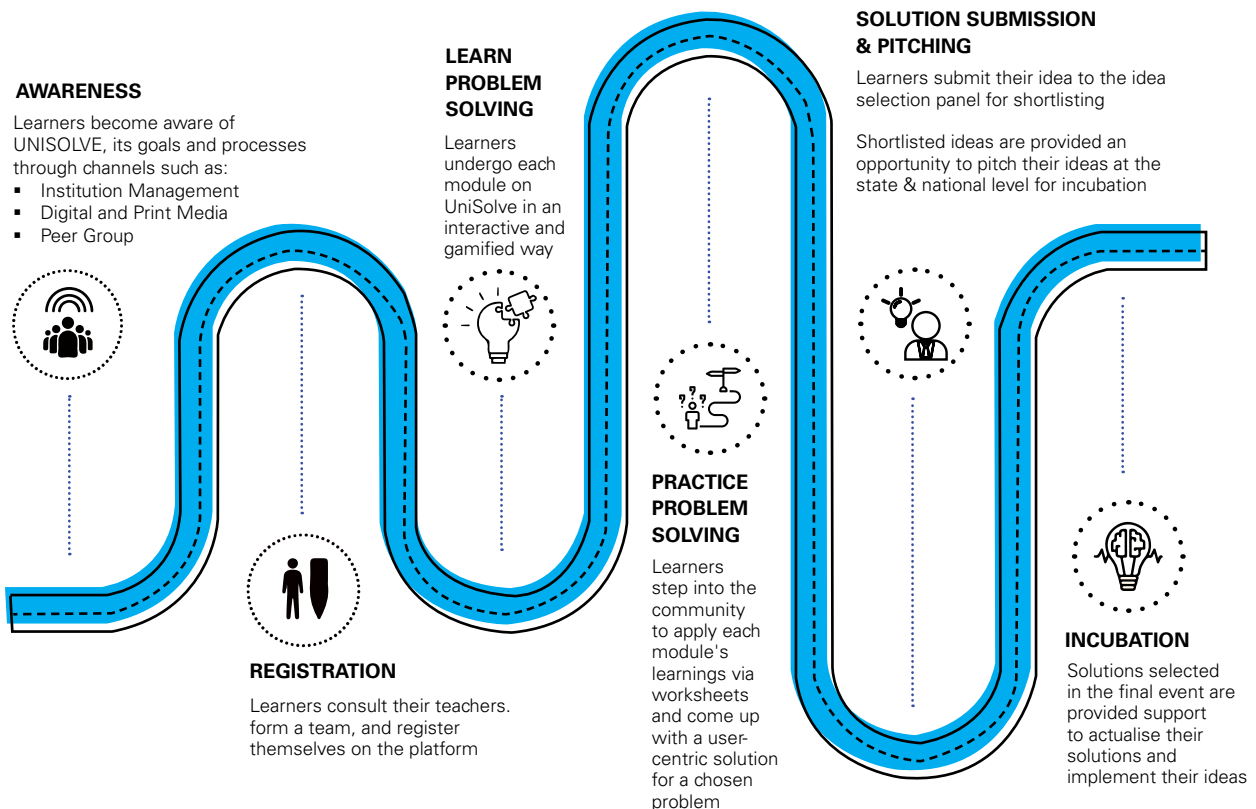 AWARENESS
Learners become aware of
UNISOLVE, its goals and processes
through channels such as:
▪ Institution Management
▪ Digital and Print Media
▪ Peer Group
REGISTRATION
Learners consult their teachers.
form a team, and register
themselves on the platform
LEARN
PROBLEM
SOLVING
Learners
undergo each
module on
UniSolve in an
interactive and
gamified way
PRACTICE
PROBLEM
SOLVING
Learners
step into the
community
to apply each
module's
learnings via
worksheets
and come up
with a user-
centric solution
for a chosen
problem
SOLUTION SUBMISSION
& PITCHING
Learners submit their idea to the idea
selection panel for shortlisting
Shortlisted ideas are provided an
opportunity to pitch their ideas at the
state & national level for incubation
INCUBATION
Solutions selected
in the final event are
provided support
to actualise their
solutions and
implement their ideas